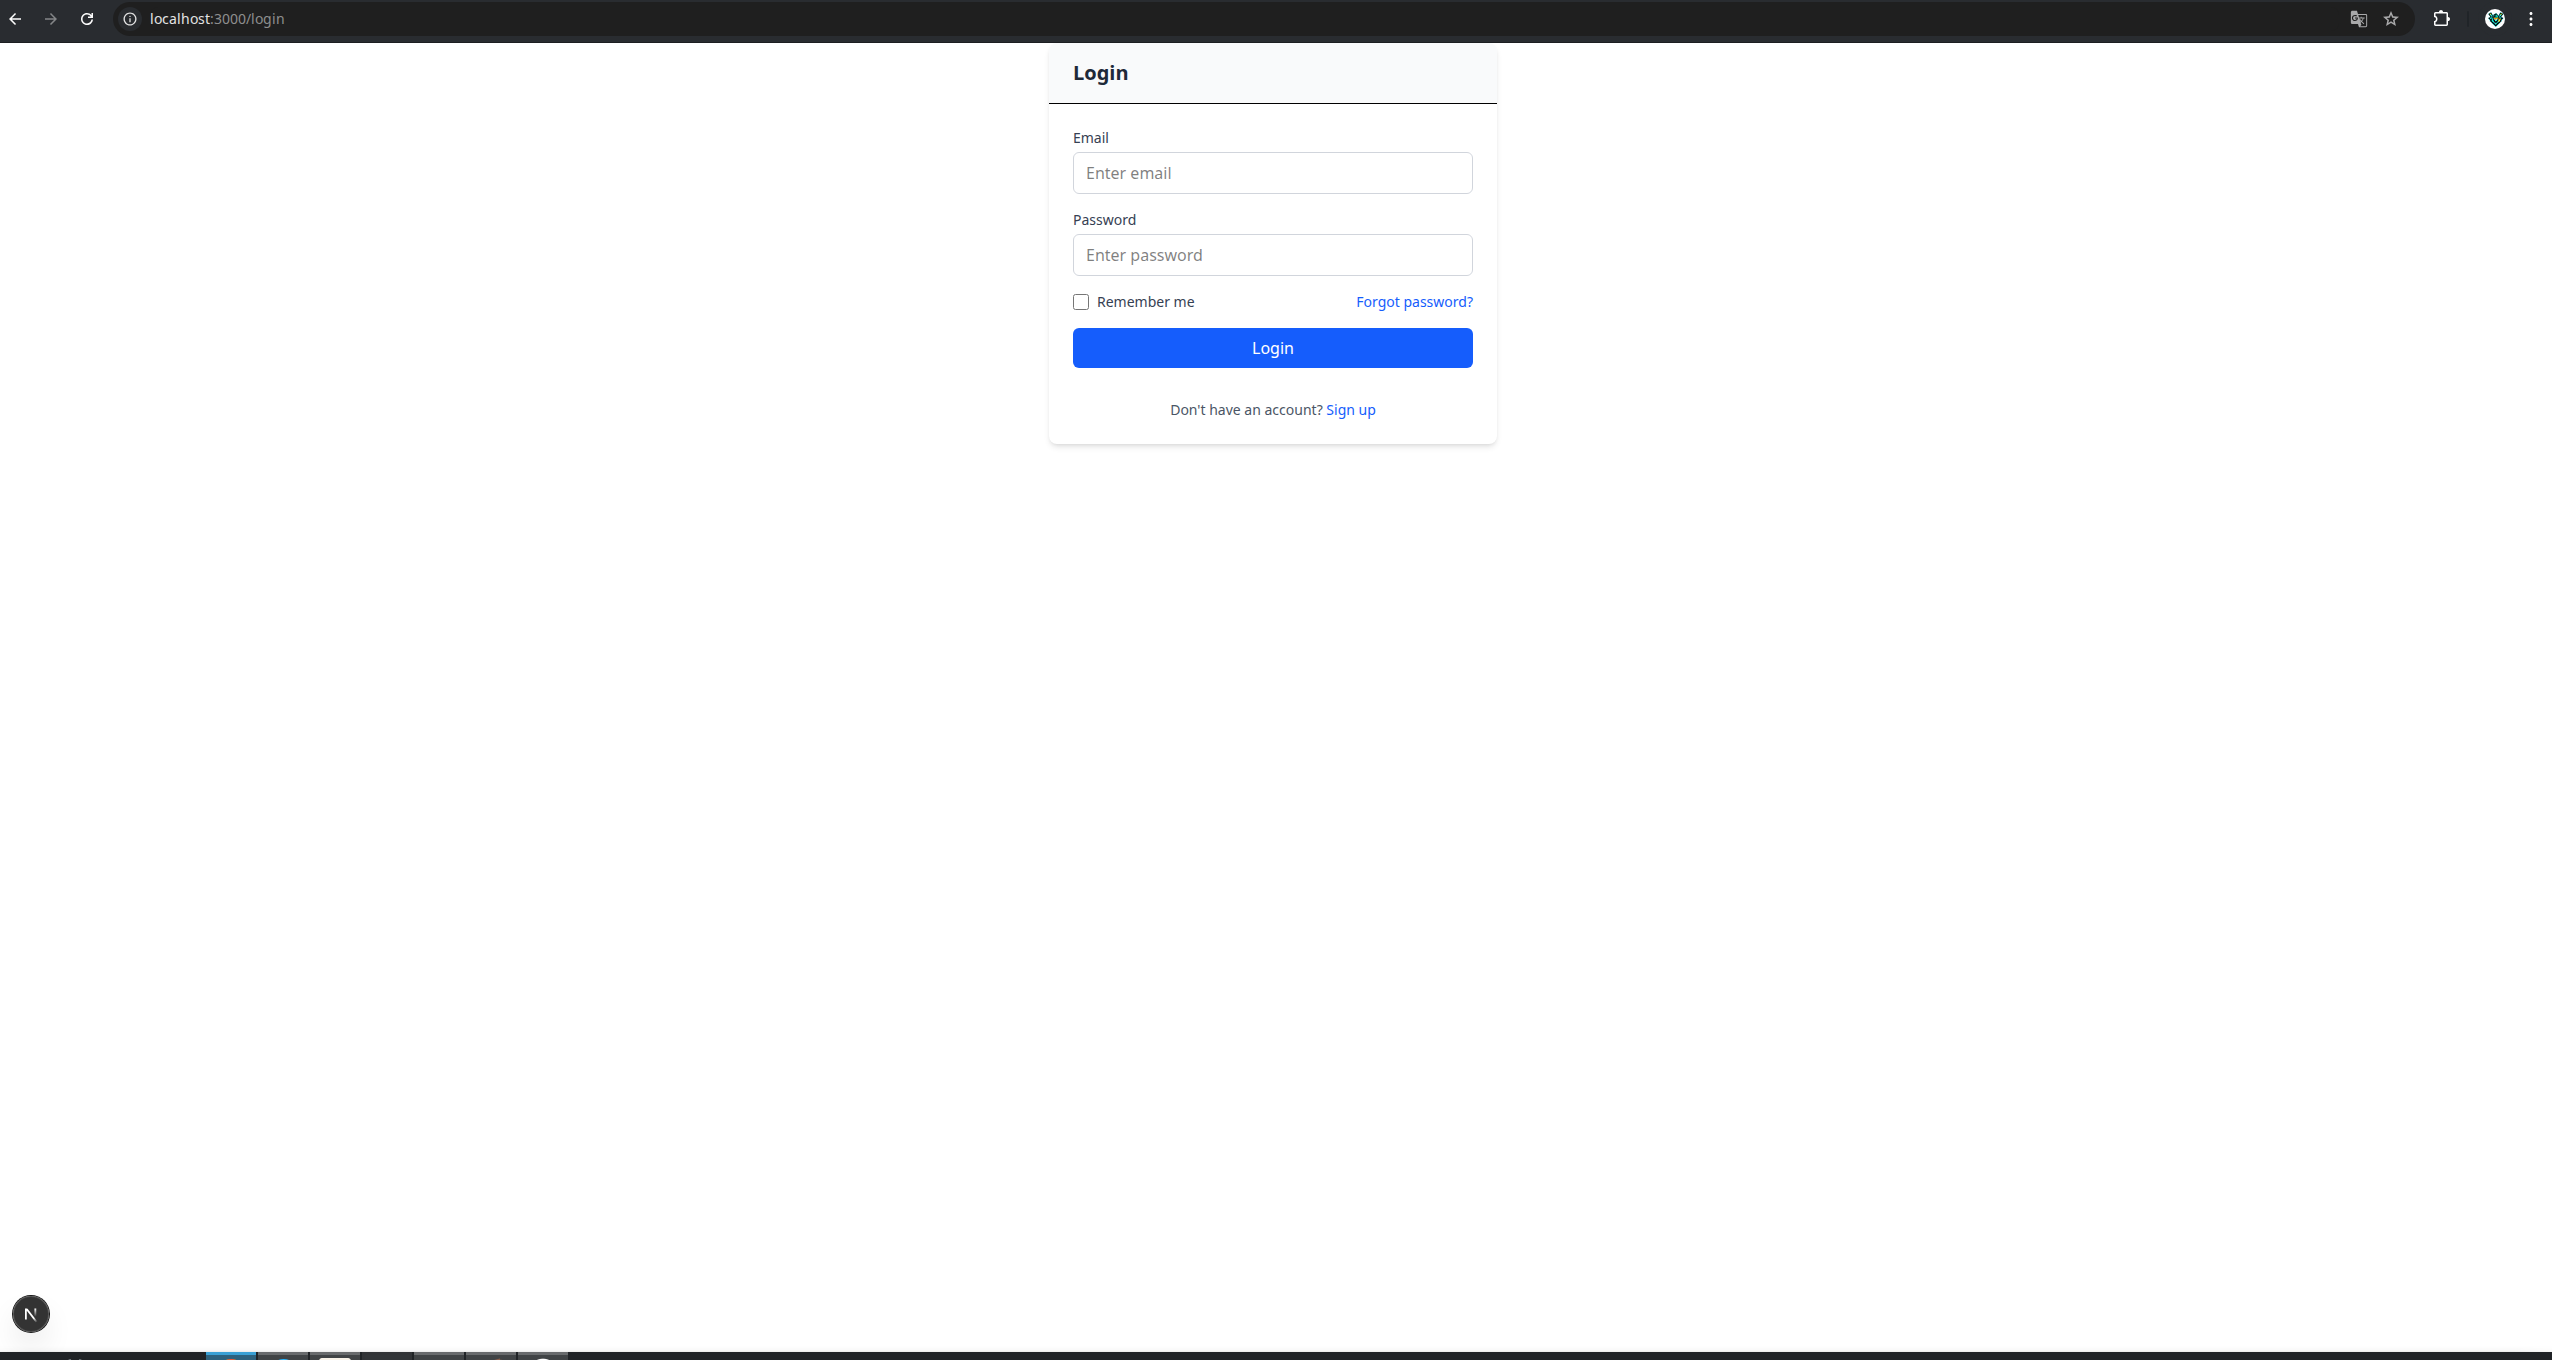 localhost:3000/login
Login
Email
Enter email
Password
Enter password
Remember me Forgot password?
Login
Don't have an account? Sign up
N